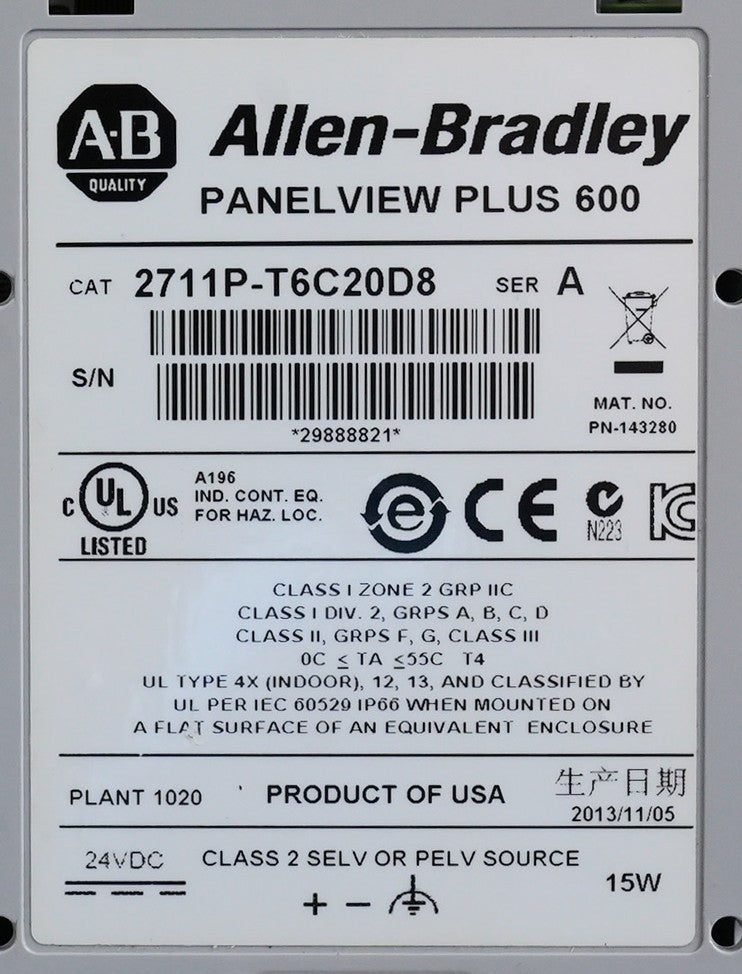 A-B
QUALITY
Allen-Bradley
PANELVIEW PLUS 600
CAT 2711P-T6C20D8 SER A
S/N
*29888821*
MAT. NO.
PN-143280
C UL US
LISTED
A196
IND. CONT. EQ.
FOR HAZ. LOC.
e
CE
N223
KC
CLASS I ZONE 2 GRP IIC
CLASS I DIV. 2, GRPS A, B, C, D
CLASS II, GRPS F, G, CLASS III
0C ≤ TA ≤55C T4
UL TYPE 4X (INDOOR), 12, 13, AND CLASSIFIED BY
UL PER IEC 60529 IP66 WHEN MOUNTED ON
A FLAT SURFACE OF AN EQUIVALENT ENCLOSURE
PLANT 1020 PRODUCT OF USA
生产日期
2013/11/05
24VDC CLASS 2 SELV OR PELV SOURCE
+ −
15W